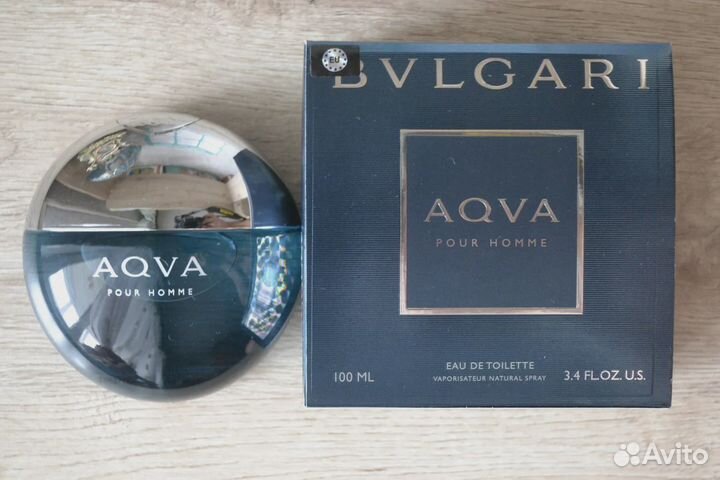 AQVA
POUR HOMME
EU
BVLGARI
AQVA
POUR HOMME
EAU DE TOILETTE
100 ML VAPORISATEUR NATURAL SPRAY 3.4 FL.OZ. U.S.
Avito